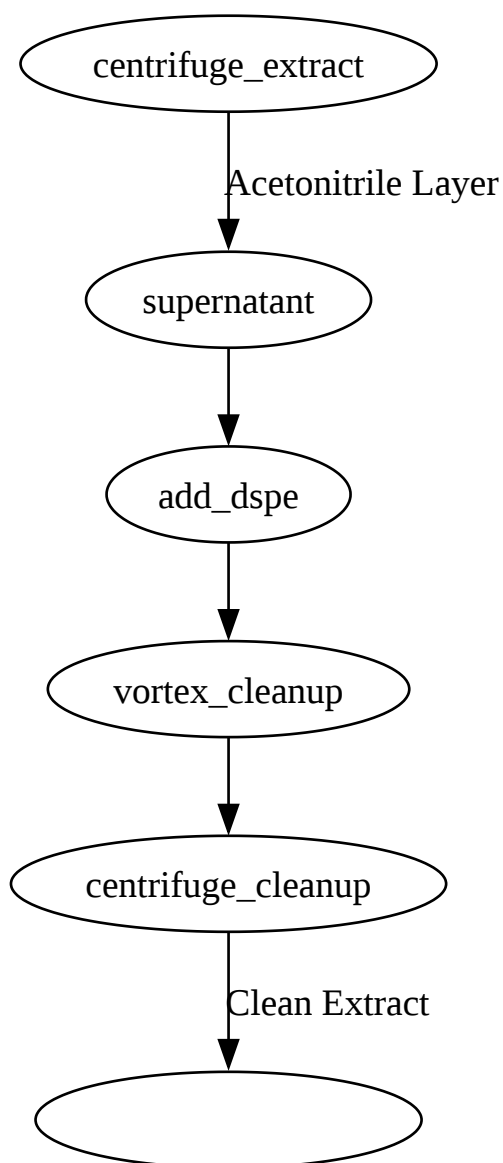 centrifuge_extract
Acetonitrile Layer
supernatant
add_dspe
vortex_cleanup
centrifuge_cleanup
Clean Extract